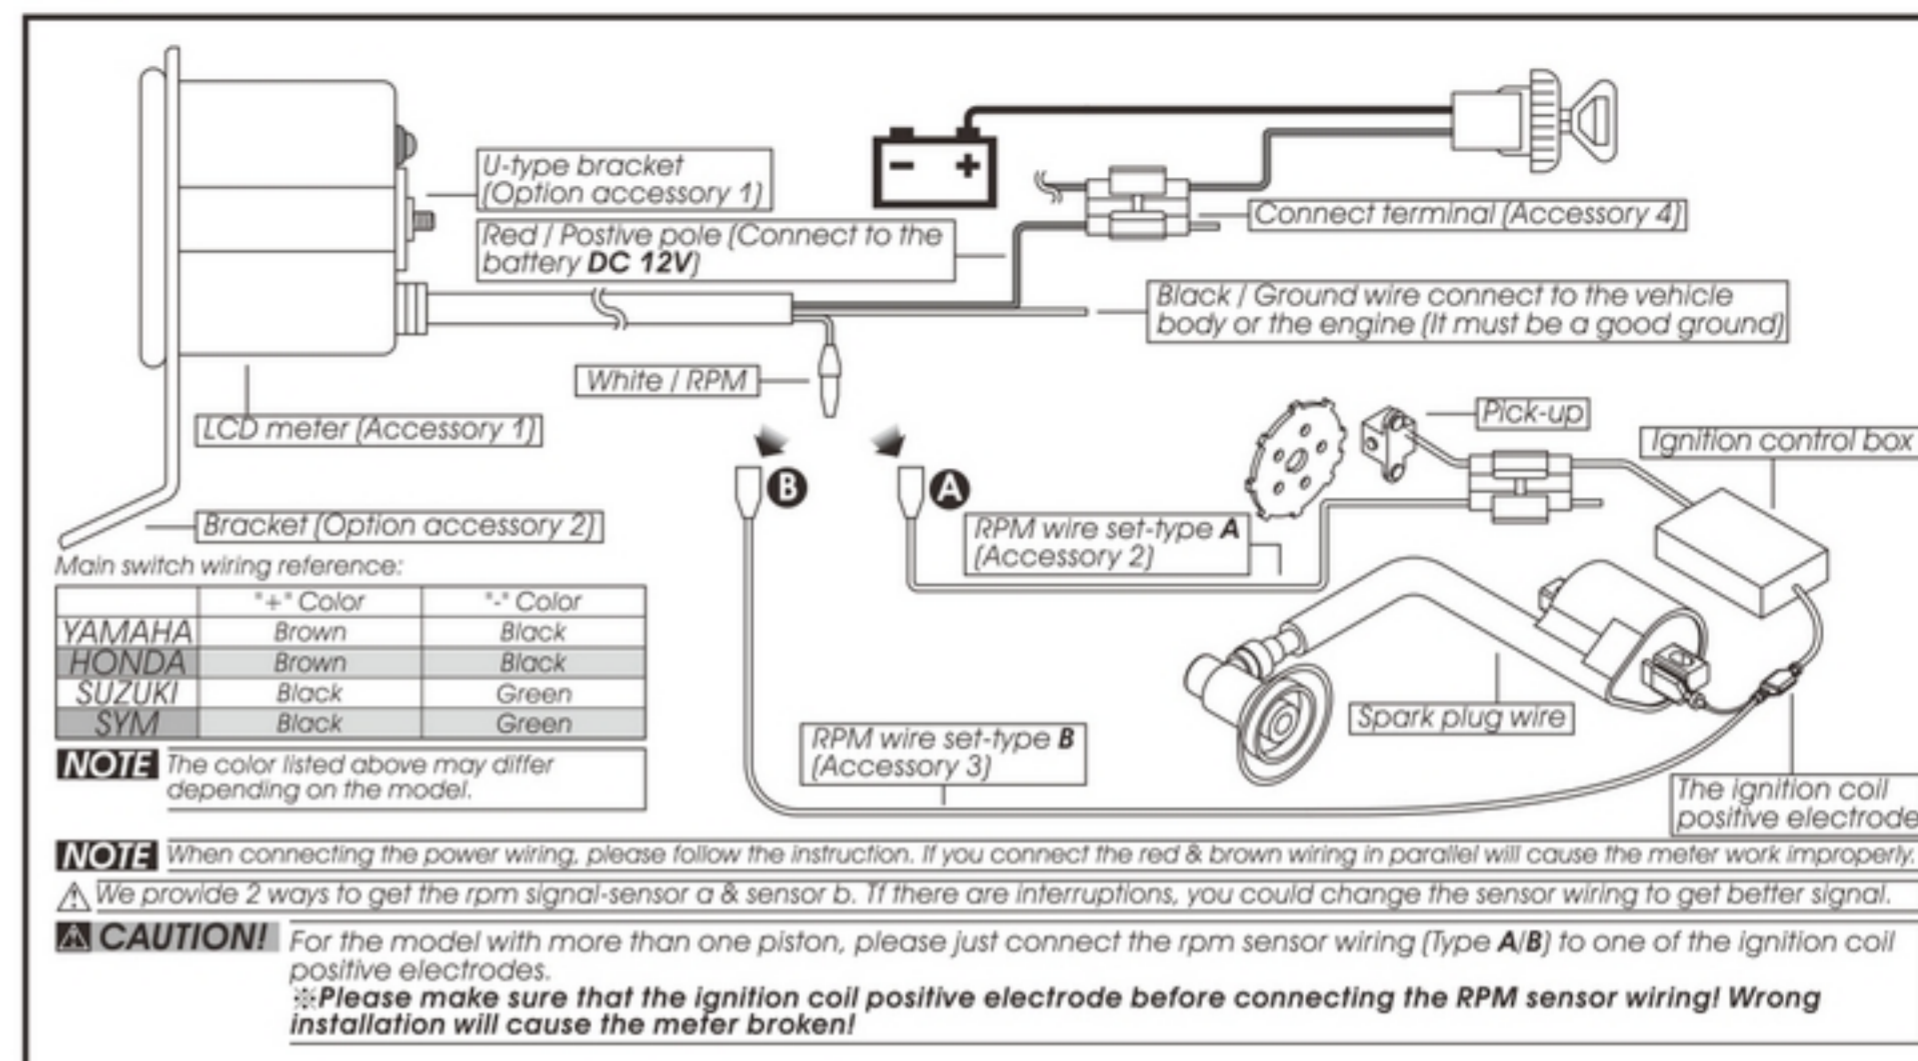 U-type bracket
(Option accessory 1)
Red / Postive pole (Connect to the
battery DC 12V)
- +
Connect terminal (Accessory 4)
Black / Ground wire connect to the vehicle
body or the engine (It must be a good ground)
White / RPM
LCD meter (Accessory 1)
Pick-up
Ignition control box
B A
Bracket (Option accessory 2)
RPM wire set-type A
(Accessory 2)
Main switch wiring reference:
"+" Color "-" Color
YAMAHA Brown Black
HONDA Brown Black
SUZUKI Black Green
SYM Black Green
Spark plug wire
RPM wire set-type B
(Accessory 3)
The ignition coil
positive electrode
NOTE The color listed above may differ
depending on the model.
NOTE When connecting the power wiring, please follow the instruction. If you connect the red & brown wiring in parallel will cause the meter work improperly.
We provide 2 ways to get the rpm signal-sensor a & sensor b. Tf there are interruptions, you could change the sensor wiring to get better signal.
CAUTION! For the model with more than one piston, please just connect the rpm sensor wiring (Type A/B) to one of the ignition coil
positive electrodes.
※Please make sure that the ignition coil positive electrode before connecting the RPM sensor wiring! Wrong
installation will cause the meter broken!